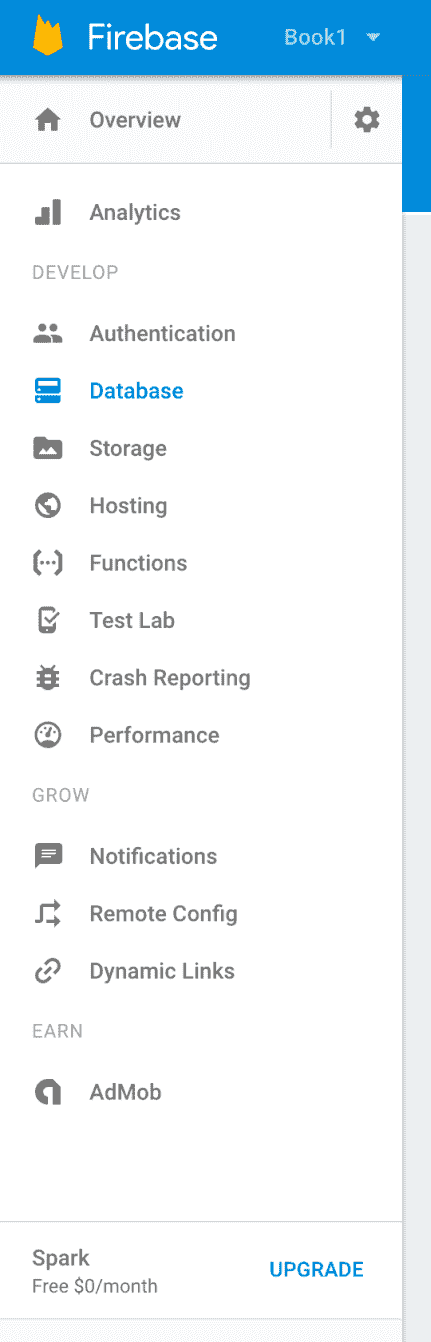 Firebase
Book1
Overview
Analytics
DEVELOP
Authentication
Database
Storage
Hosting
Functions
Test Lab
Crash Reporting
Performance
GROW
Notifications
Remote Config
Dynamic Links
EARN
AdMob
Spark
UPGRADE
Free $0/month